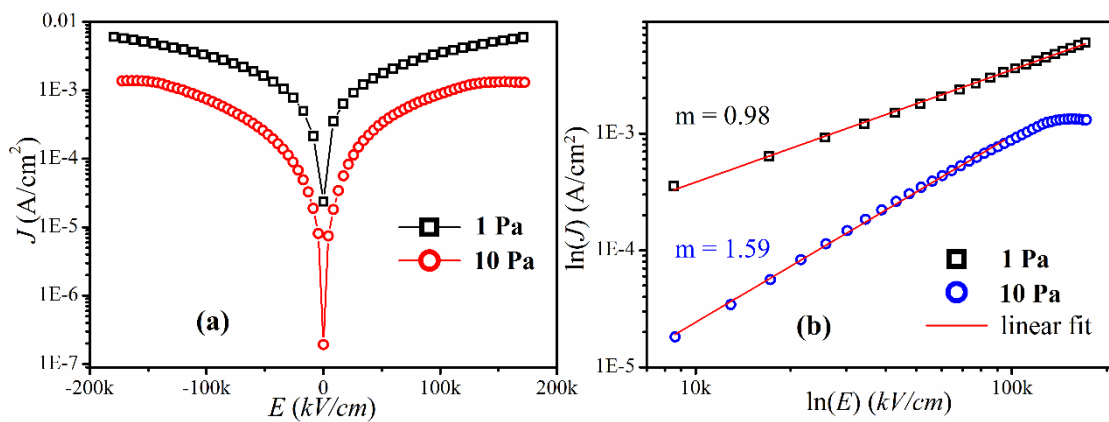 0.01
1E-3
1E-4
1E-5
1E-6
1E-7
J (A/cm²)
1 Pa
10 Pa
(a)
-200k -100k 0 100k 200k
E (kV/cm)
1E-3
1E-4
1E-5
ln(J) (A/cm²)
m = 0.98
m = 1.59
1 Pa
10 Pa
linear fit
(b)
10k 100k
ln(E) (kV/cm)